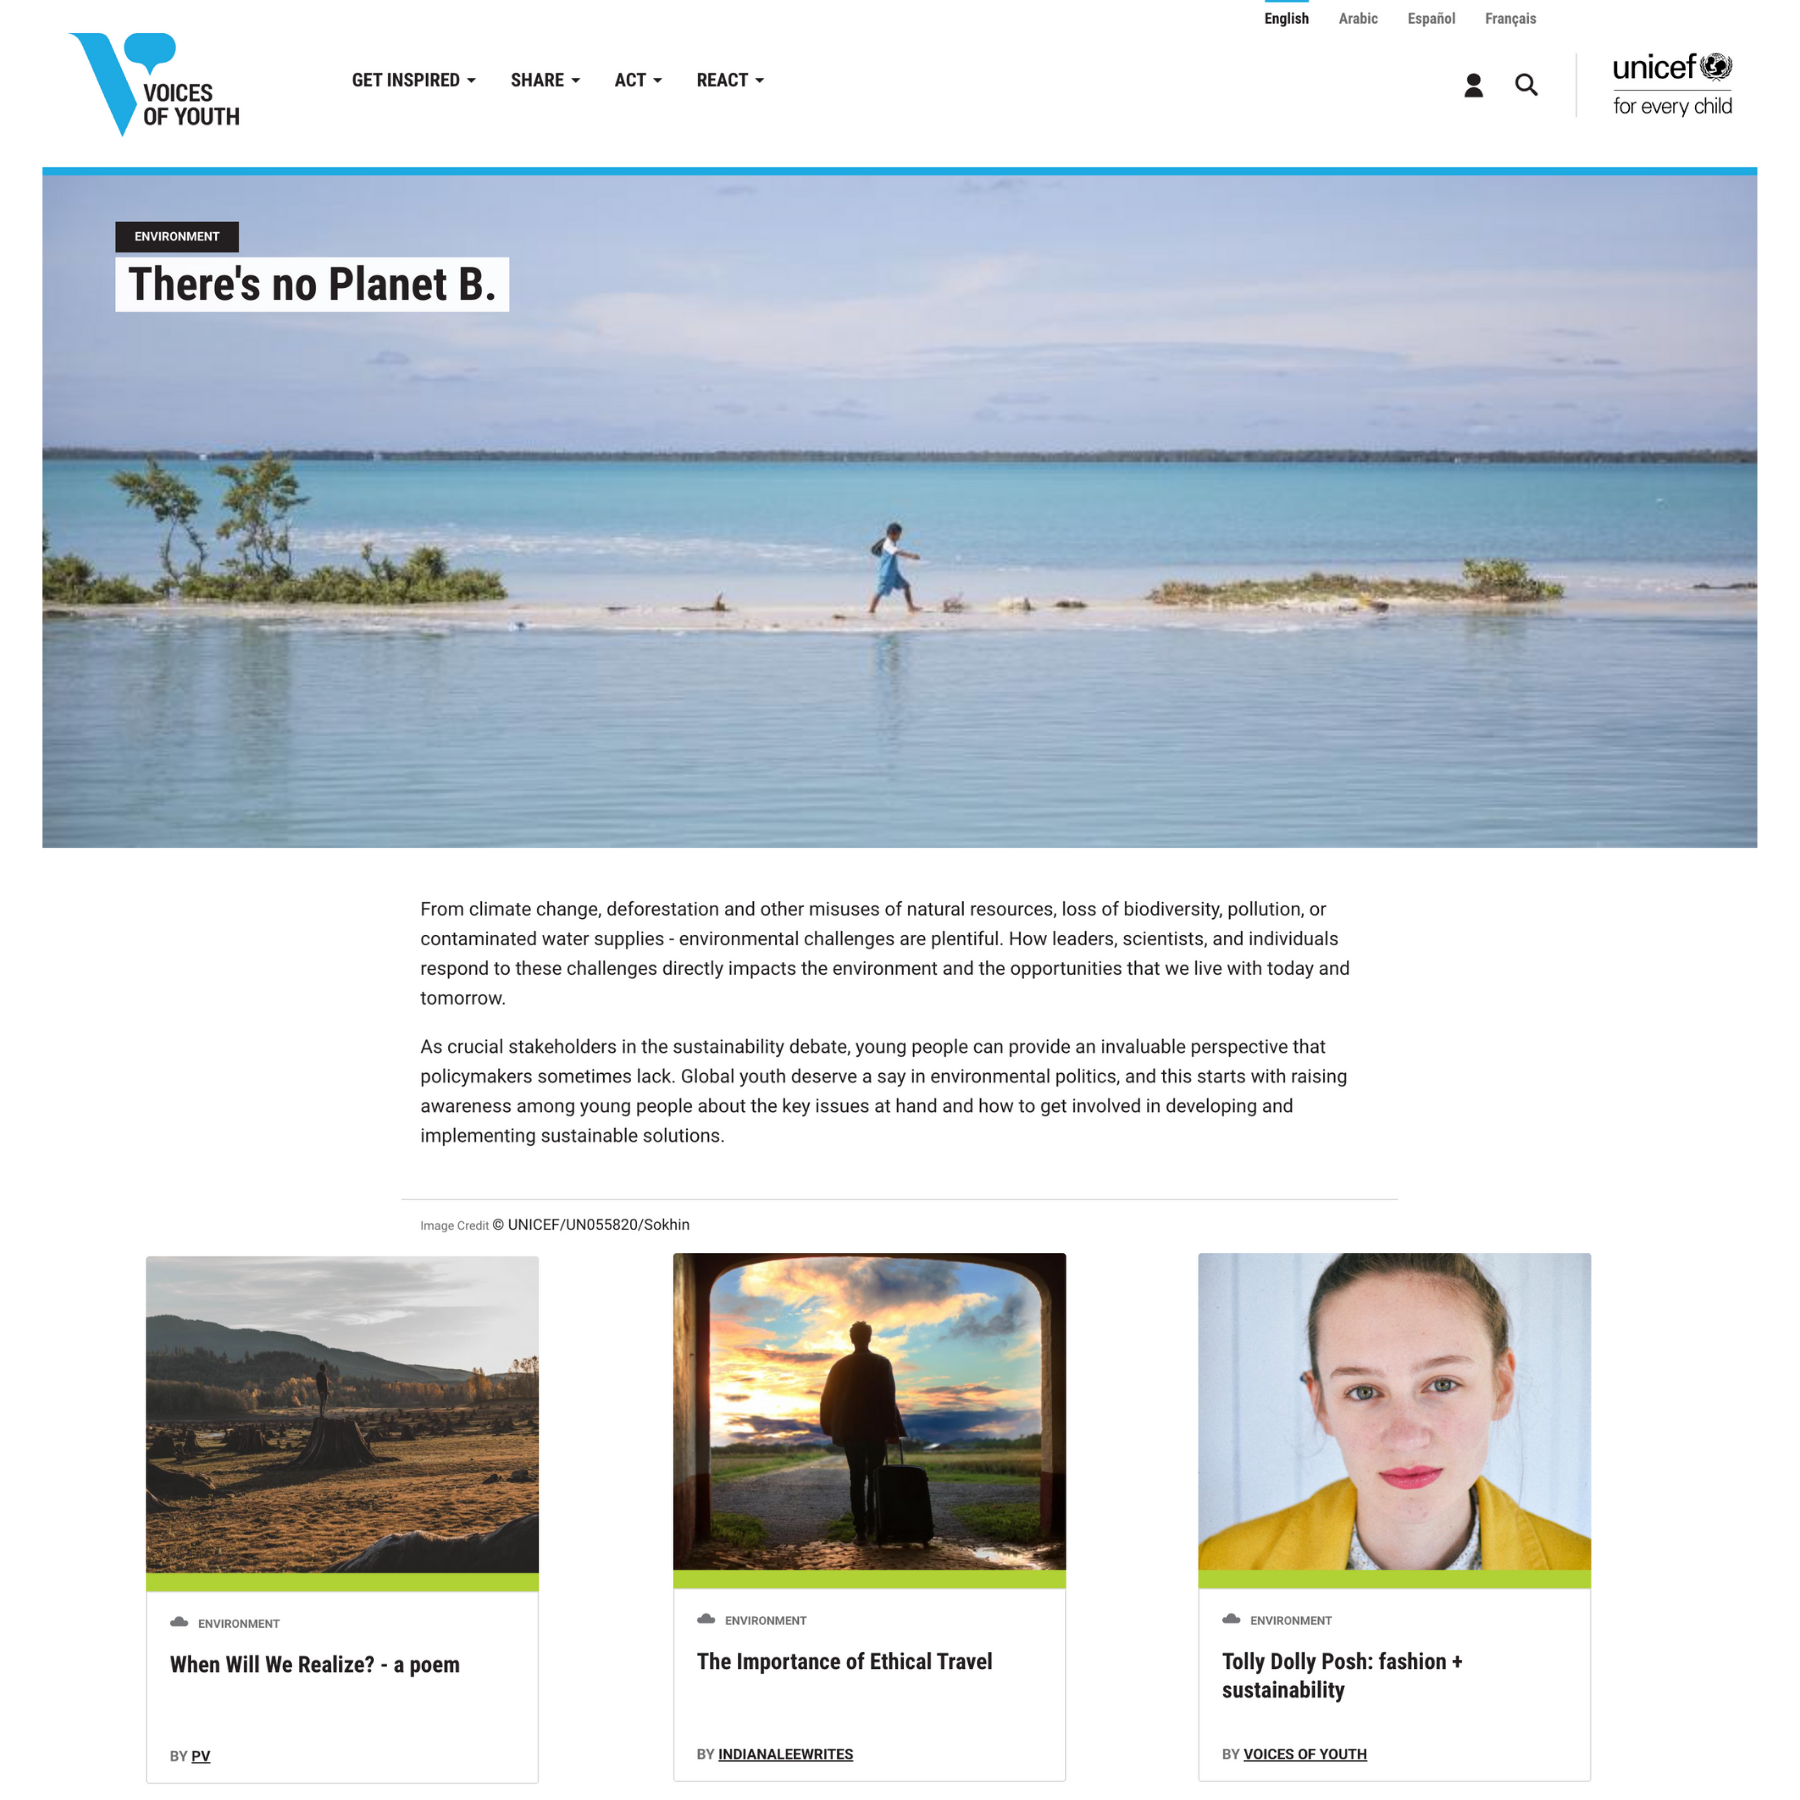 English Arabic Español Français
VOICES
OF YOUTH
GET INSPIRED SHARE ACT REACT
unicef
for every child
ENVIRONMENT
There's no Planet B.
From climate change, deforestation and other misuses of natural resources, loss of biodiversity, pollution, or
contaminated water supplies - environmental challenges are plentiful. How leaders, scientists, and individuals
respond to these challenges directly impacts the environment and the opportunities that we live with today and
tomorrow.
As crucial stakeholders in the sustainability debate, young people can provide an invaluable perspective that
policymakers sometimes lack. Global youth deserve a say in environmental politics, and this starts with raising
awareness among young people about the key issues at hand and how to get involved in developing and
implementing sustainable solutions.
Image Credit © UNICEF/UN055820/Sokhin
ENVIRONMENT
When Will We Realize? - a poem
BY PV
ENVIRONMENT
The Importance of Ethical Travel
BY INDIANALEEWRITES
ENVIRONMENT
Tolly Dolly Posh: fashion +
sustainability
BY VOICES OF YOUTH